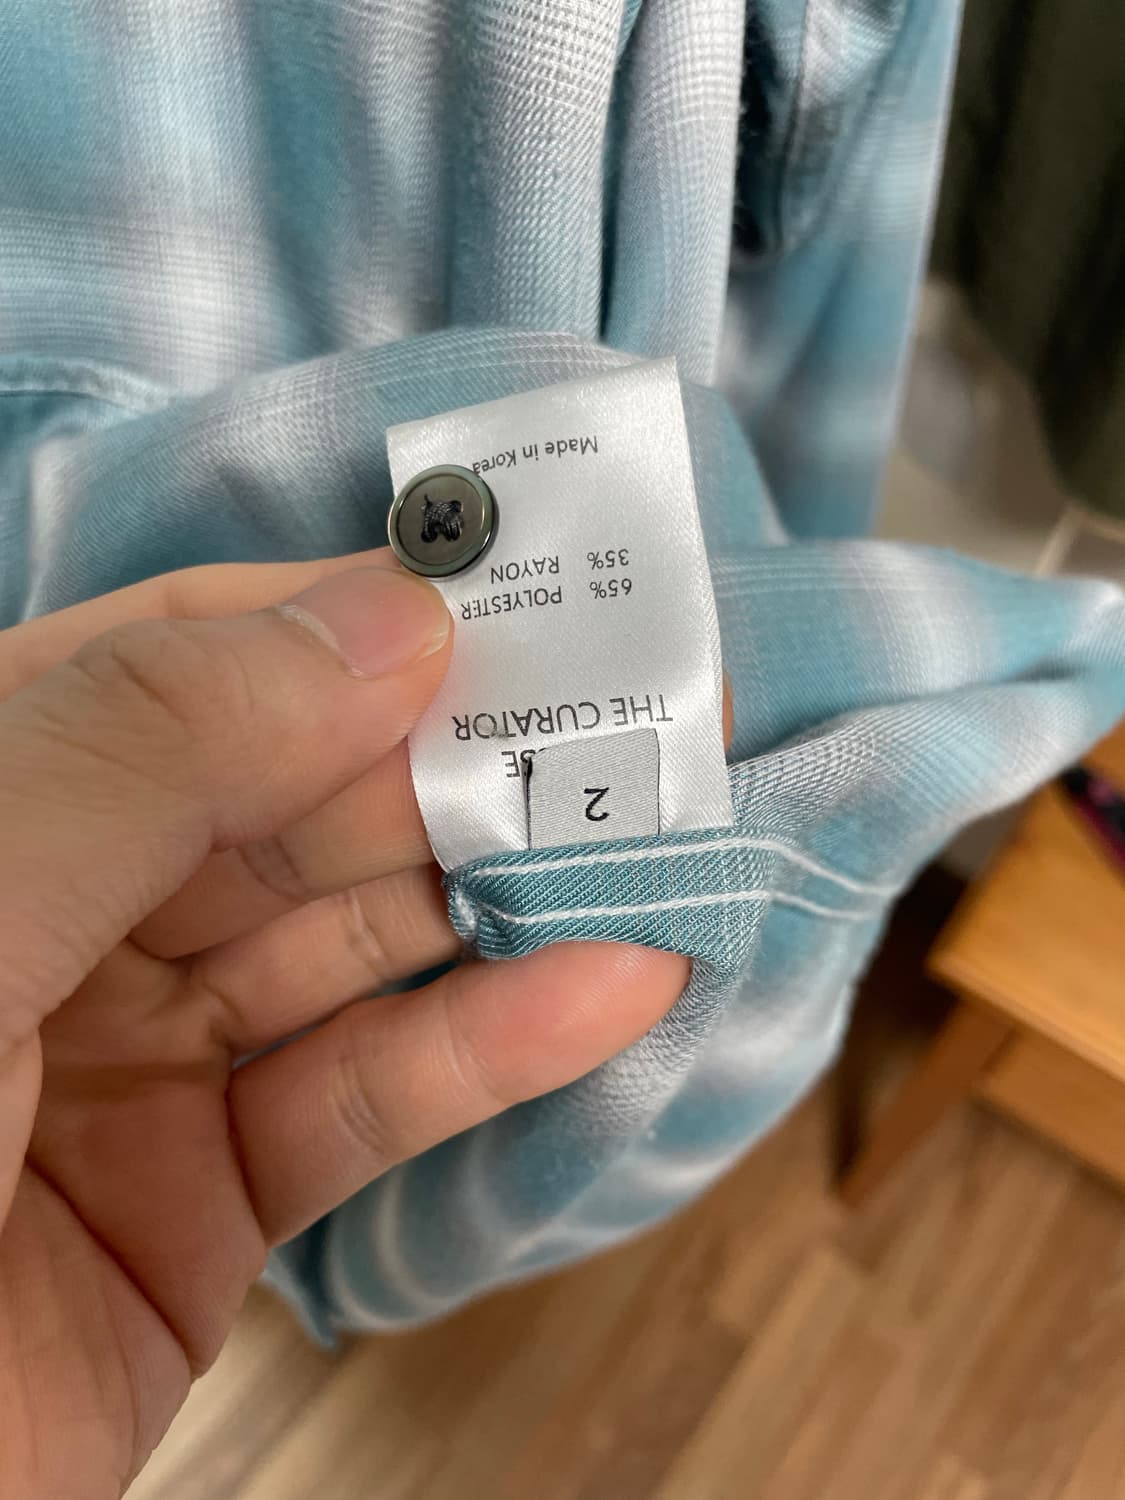 2
THE CURATOR
65% POLYESTER
35% RAYON
Made in Korea